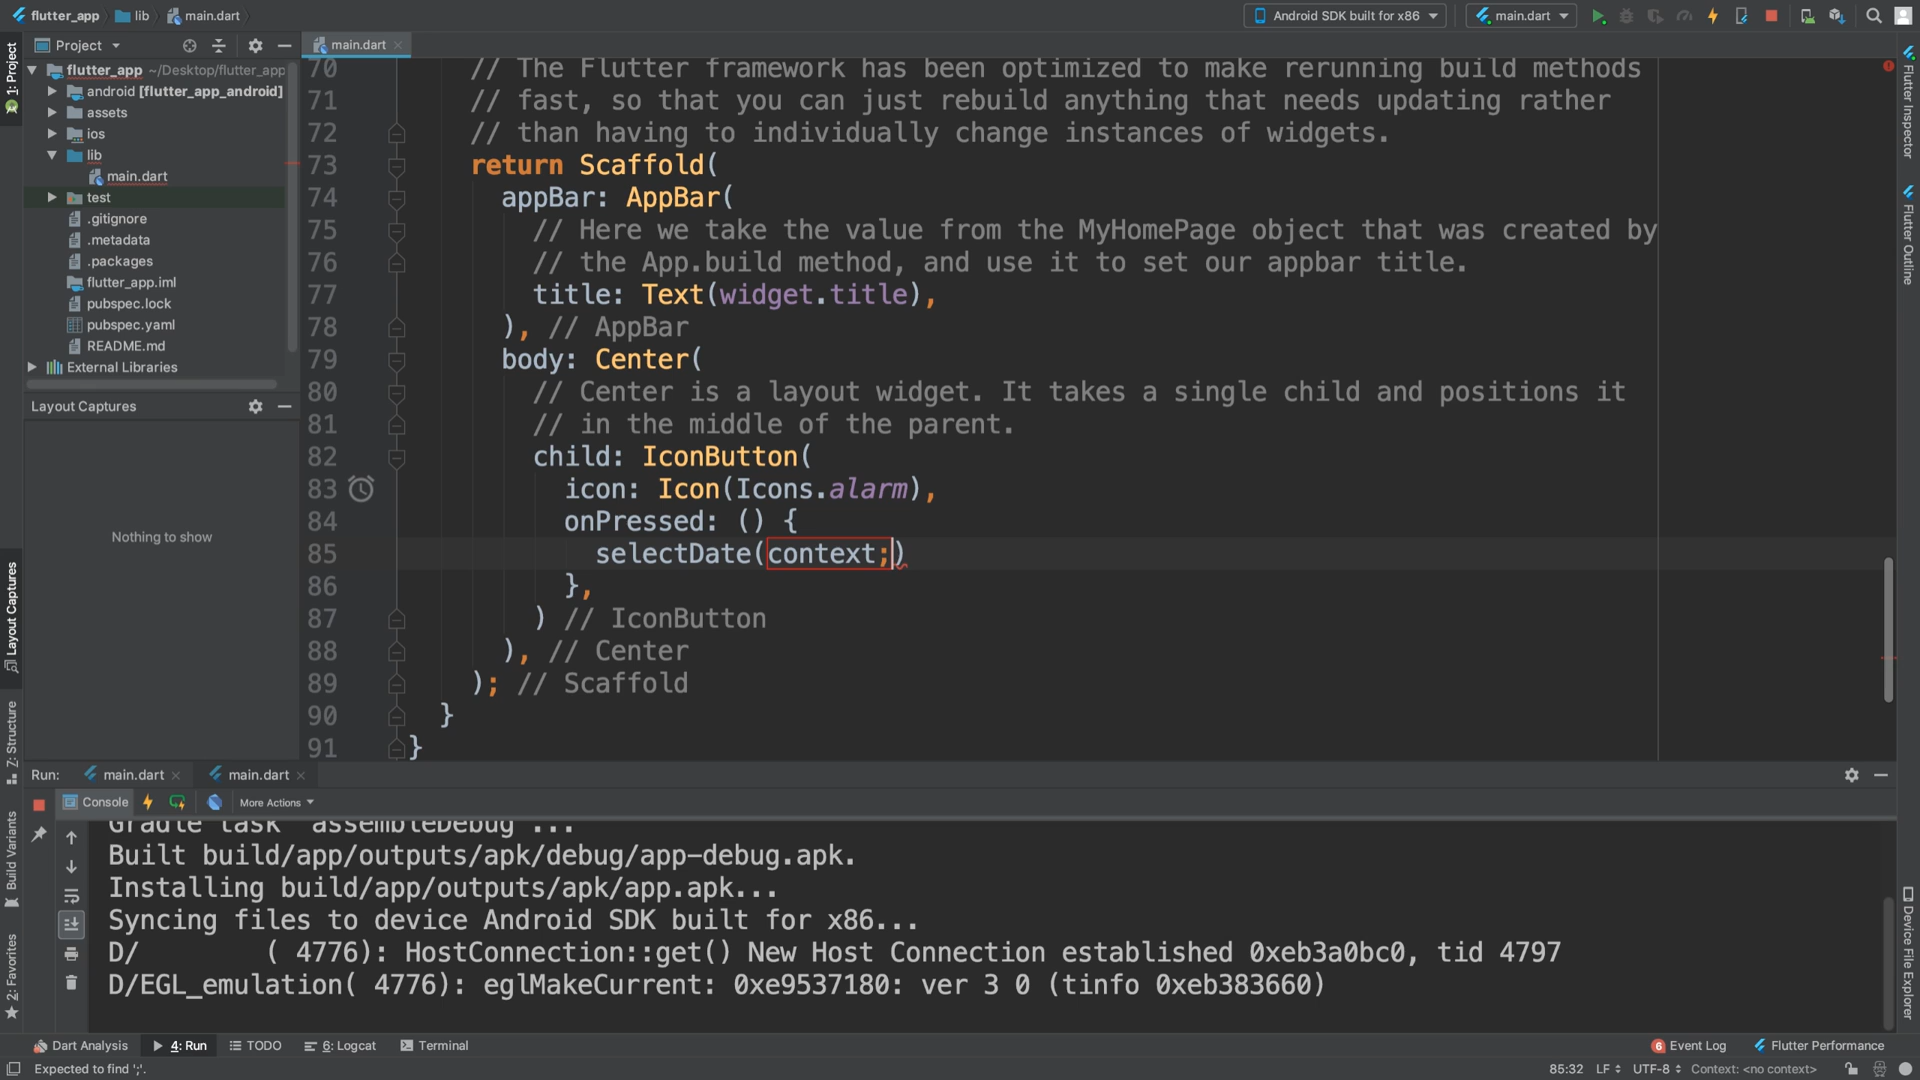 flutter_app lib main.dart Android SDK built for x86 main.dart
Project
main.dart
flutter_app ~/Desktop/flutter_app
android [flutter_app_android]
assets
ios
lib
main.dart
test
.gitignore
.metadata
.packages
flutter_app.iml
pubspec.lock
pubspec.yaml
README.md
External Libraries
Layout Captures
Nothing to show
1: Project
Layout Captures
Z: Structure
Build Variants
2: Favorites
70 // The Flutter framework has been optimized to make rerunning build methods
71 // fast, so that you can just rebuild anything that needs updating rather
72 // than having to individually change instances of widgets.
73 return Scaffold(
74 appBar: AppBar(
75 // Here we take the value from the MyHomePage object that was created by
76 // the App.build method, and use it to set our appbar title.
77 title: Text(widget.title),
78 ), // AppBar
79 body: Center(
80 // Center is a layout widget. It takes a single child and positions it
81 // in the middle of the parent.
82 child: IconButton(
83 icon: Icon(Icons.alarm),
84 onPressed: () {
85 selectDate(context;)
86 },
87 ) // IconButton
88 ), // Center
89 ); // Scaffold
90 }
91 }
Flutter Inspector
Flutter Outline
Device File Explorer
Run: main.dart main.dart
Console More Actions
Gradle task 'assembleDebug'...
Built build/app/outputs/apk/debug/app-debug.apk.
Installing build/app/outputs/apk/app.apk...
Syncing files to device Android SDK built for x86...
D/ ( 4776): HostConnection::get() New Host Connection established 0xeb3a0bc0, tid 4797
D/EGL_emulation( 4776): eglMakeCurrent: 0xe9537180: ver 3 0 (tinfo 0xeb383660)
Dart Analysis 4: Run TODO 6: Logcat Terminal 6 Event Log Flutter Performance
Expected to find ';'. 85:32 LF UTF-8 Context: <no context>